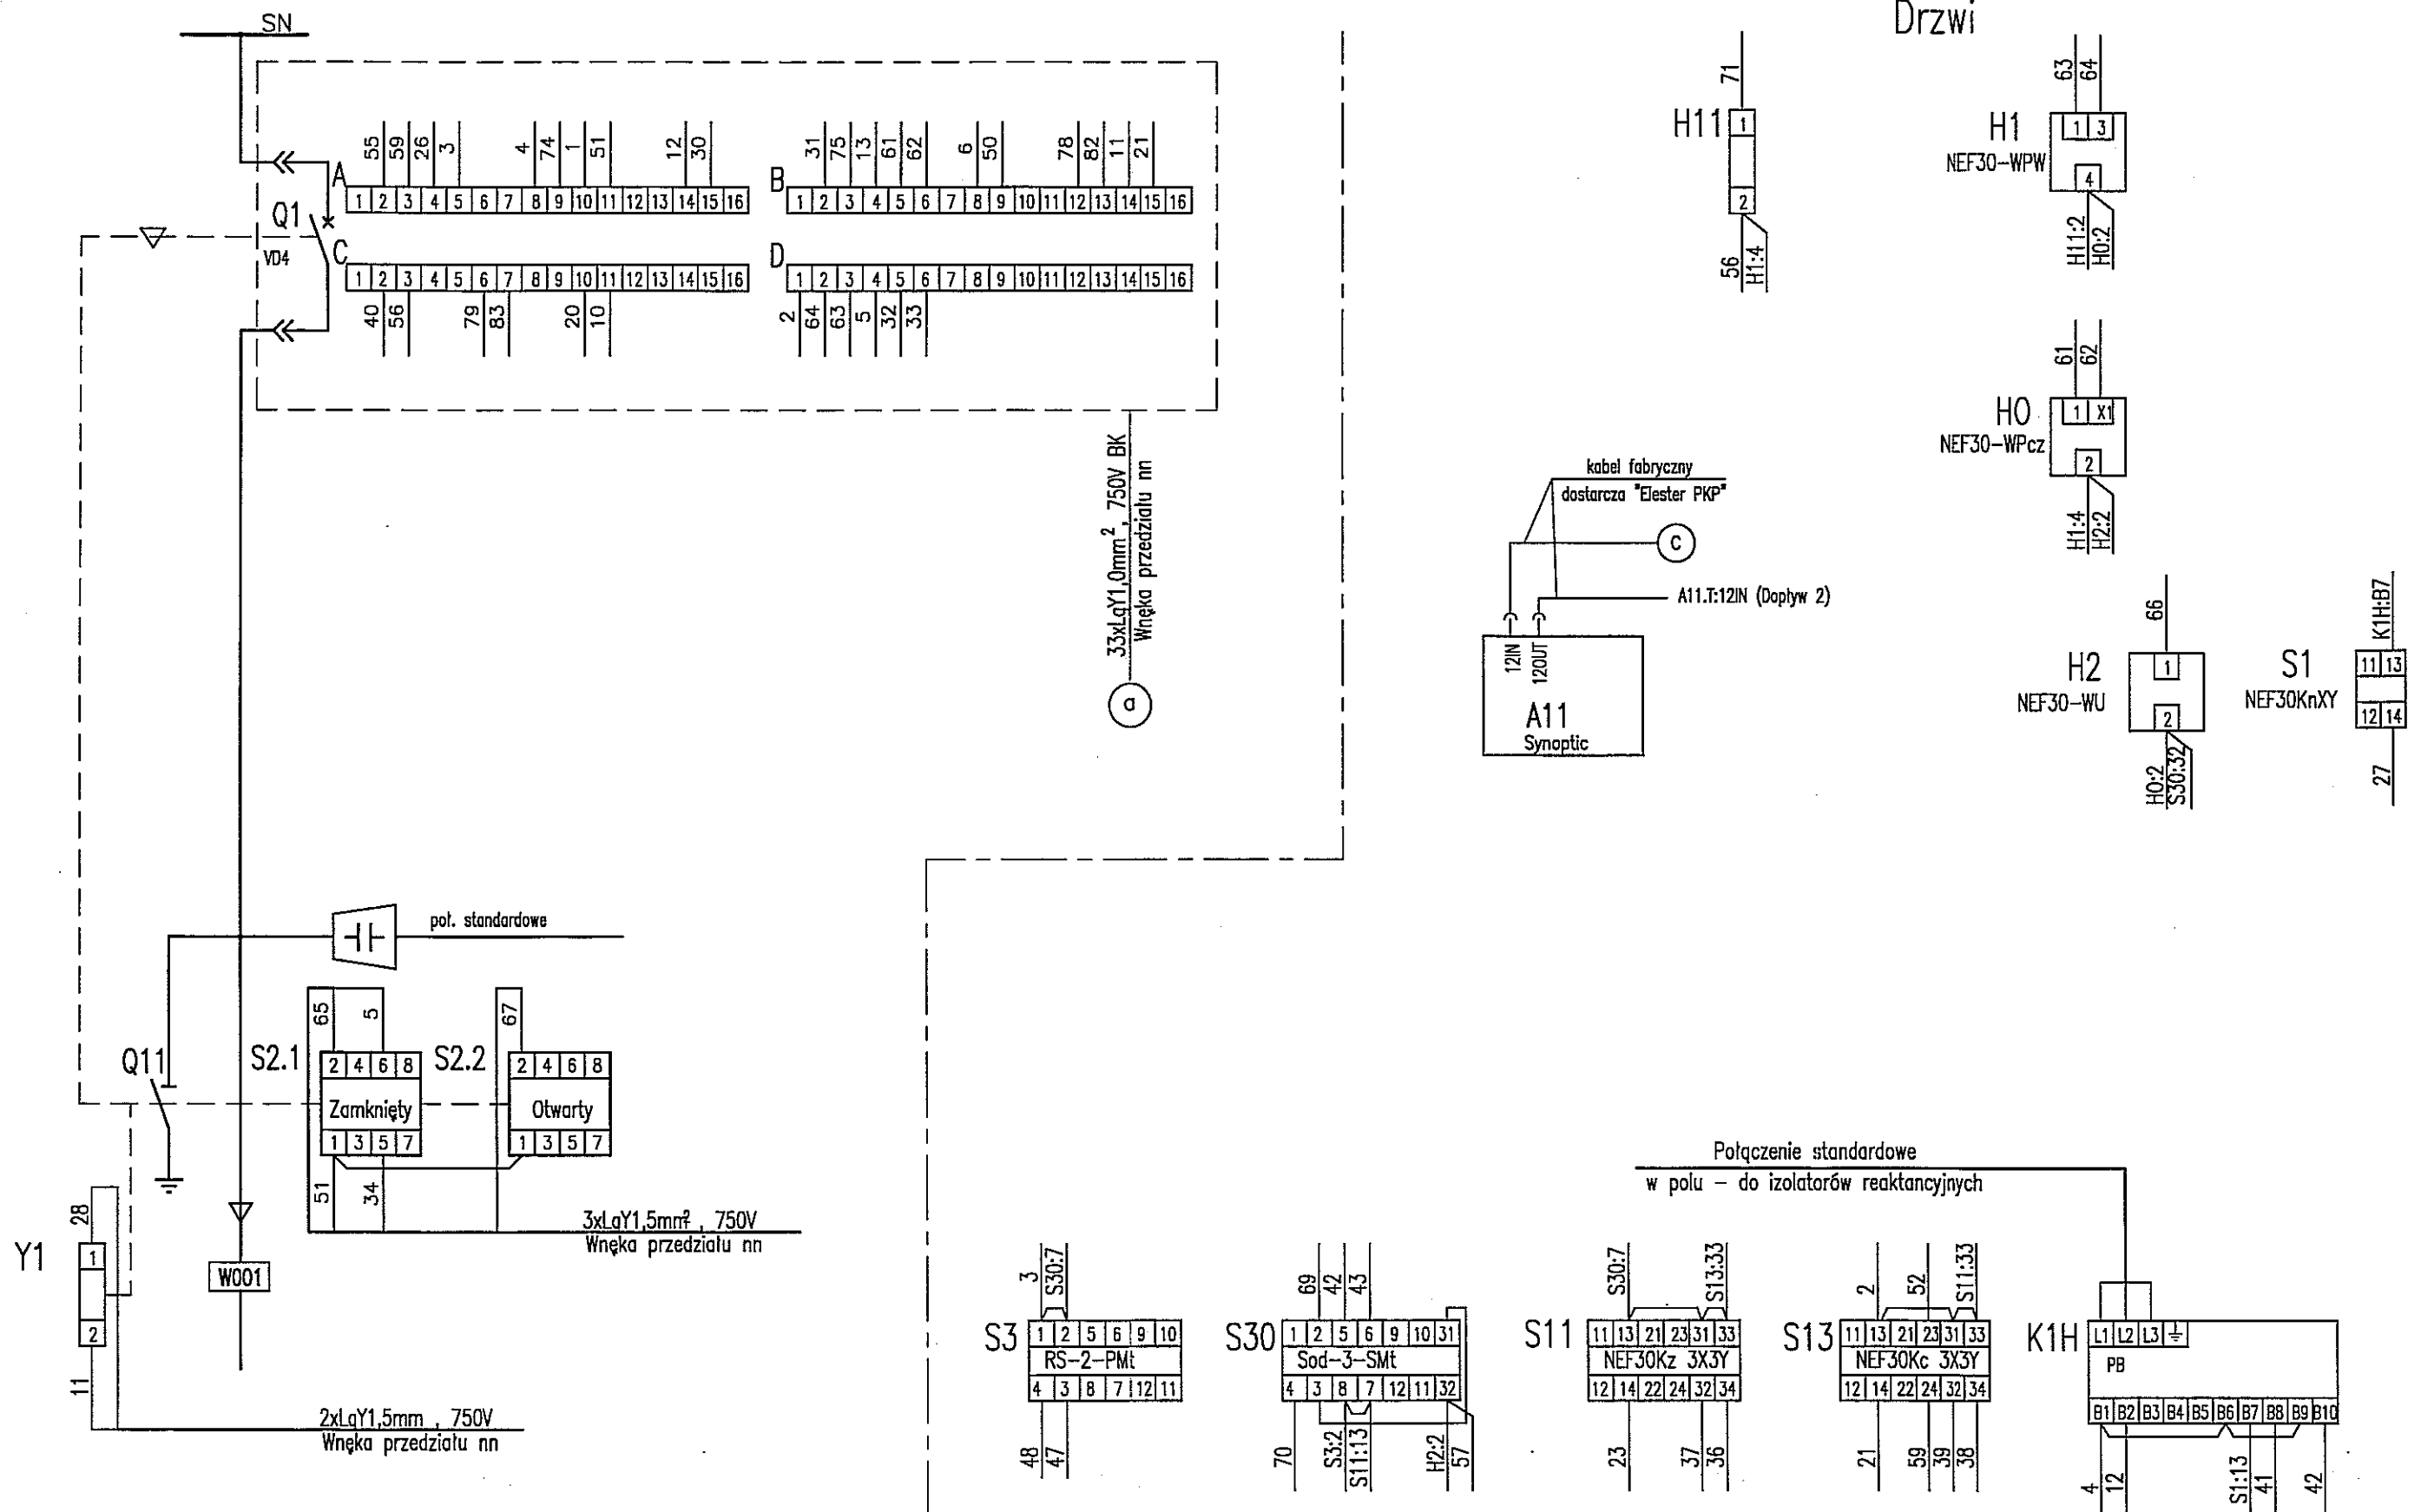 Drzwi
SN
55 59 26 3 4 74 1 51 12 30
A
1 2 3 4 5 6 7 8 9 10 11 12 13 14 15 16
31 75 13 61 62 6 50 78 82 11 21
B
1 2 3 4 5 6 7 8 9 10 11 12 13 14 15 16
Q1
VD4
C
1 2 3 4 5 6 7 8 9 10 11 12 13 14 15 16
40 56 79 83 20 10
D
1 2 3 4 5 6 7 8 9 10 11 12 13 14 15 16
2 64 63 5 32 33
33xLgY1,0mm², 750V BK
Wnęka przedziału nn
a
71
H11
1
2
56 H1:4
63 64
H1
NEF30-WPW
1 3
4
H11:2 H0:2
61 62
H0
NEF30-WPcz
1 X1
2
H1:4 H2:2
kabel fabryczny
dostarcza "Elester PKP"
c
A11.T:12IN (Dopływ 2)
12IN
12OUT
A11
Synoptic
66
H2
NEF30-WU
1
2
H0:2 S30:32
K1H:B7
S1
NEF30KnXY
11 13
12 14
27
poł. standardowe
Q11
65 5
S2.1
2 4 6 8
Zamknięty
1 3 5 7
51 34
67
S2.2
2 4 6 8
Otwarty
1 3 5 7
3xLgY1,5mm², 750V
Wnęka przedziału nn
28
Y1
1
2
11
W001
2xLgY1,5mm , 750V
Wnęka przedziału nn
Połączenie standardowe
w polu - do izolatorów reaktancyjnych
3 S30:7
S3
1 2 5 6 9 10
RS-2-PMt
4 3 8 7 12 11
48 47
69 42 43
S30
1 2 5 6 9 10 31
Sod-3-SMt
4 3 8 7 12 11 32
70 S3:2 S11:13 H2:2 57
S30:7 S13:33
S11
11 13 21 23 31 33
NEF30Kz 3X3Y
12 14 22 24 32 34
23 37 36
2 52 S11:33
S13
11 13 21 23 31 33
NEF30Kc 3X3Y
12 14 22 24 32 34
21 59 39 38
K1H
L1 L2 L3
PB
B1 B2 B3 B4 B5 B6 B7 B8 B9 B10
4 12 S1:13 41 42